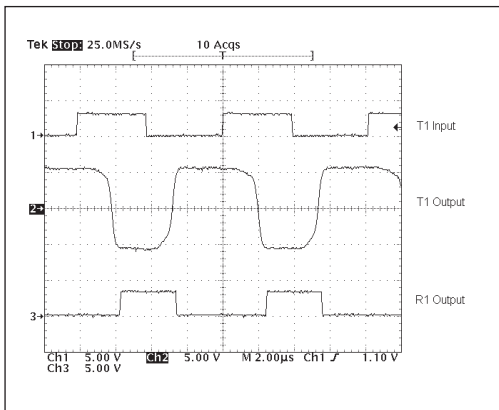 Tek Stop: 25.0MS/s 10 Acqs
[ T ]
1→
T1 Input
2→
T1 Output
3→
R1 Output
Ch1 5.00 V Ch2 5.00 V M 2.00µs Ch1 ƒ 1.10 V
Ch3 5.00 V